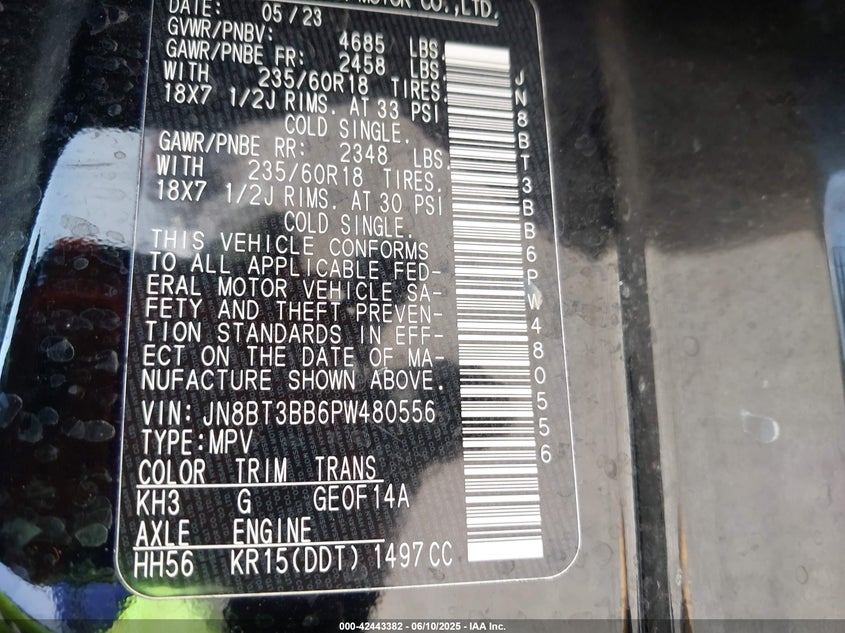 MOTOR CO.,LTD.
DATE: 05/23
GVWR/PNBV: 4685 LBS
GAWR/PNBE FR: 2458 LBS.
WITH 235/60R18 TIRES.
18X7 1/2J RIMS. AT 33 PSI
COLD SINGLE.
GAWR/PNBE RR: 2348 LBS.
WITH 235/60R18 TIRES.
18X7 1/2J RIMS. AT 30 PSI
COLD SINGLE.
THIS VEHICLE CONFORMS
TO ALL APPLICABLE FED-
ERAL MOTOR VEHICLE SA-
FETY AND THEFT PREVEN-
TION STANDARDS IN EFF-
ECT ON THE DATE OF MA-
NUFACTURE SHOWN ABOVE.
VIN: JN8BT3BB6PW480556
TYPE:MPV
COLOR TRIM TRANS
KH3 G GEOF14A
AXLE ENGINE
HH56 KR15(DDT) 1497CC
JN8BT3BB6PW480556
000-42443382 - 06/10/2025 - IAA Inc.